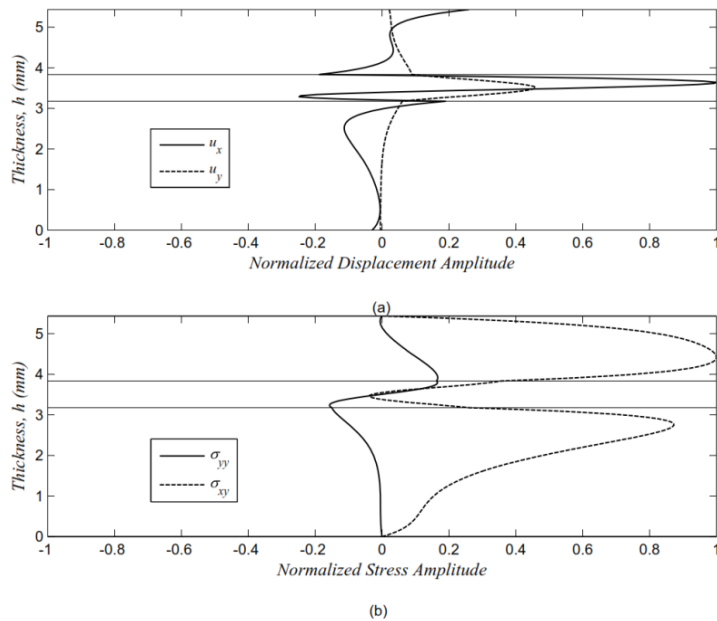 5
4
3
2
1
0
Thickness, h (mm)
u_x
u_y
-1 -0.8 -0.6 -0.4 -0.2 0 0.2 0.4 0.6 0.8 1
Normalized Displacement Amplitude
(a)
5
4
3
2
1
0
Thickness, h (mm)
σ_yy
σ_xy
-1 -0.8 -0.6 -0.4 -0.2 0 0.2 0.4 0.6 0.8 1
Normalized Stress Amplitude
(b)